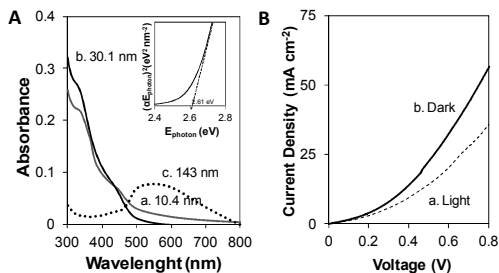 A
B
b. 30.1 nm
c. 143 nm
a. 10.4 nm
Absorbance
0.4
0.3
0.2
0.1
0
300 400 500 600 700 800
Wavelenght (nm)
(αEphoton)² (eV² nm⁻²)
2.61 eV
2.4 2.6 2.8
Ephoton (eV)
Current Density (mA cm⁻²)
75
50
25
0
b. Dark
a. Light
0 0.2 0.4 0.6 0.8
Voltage (V)